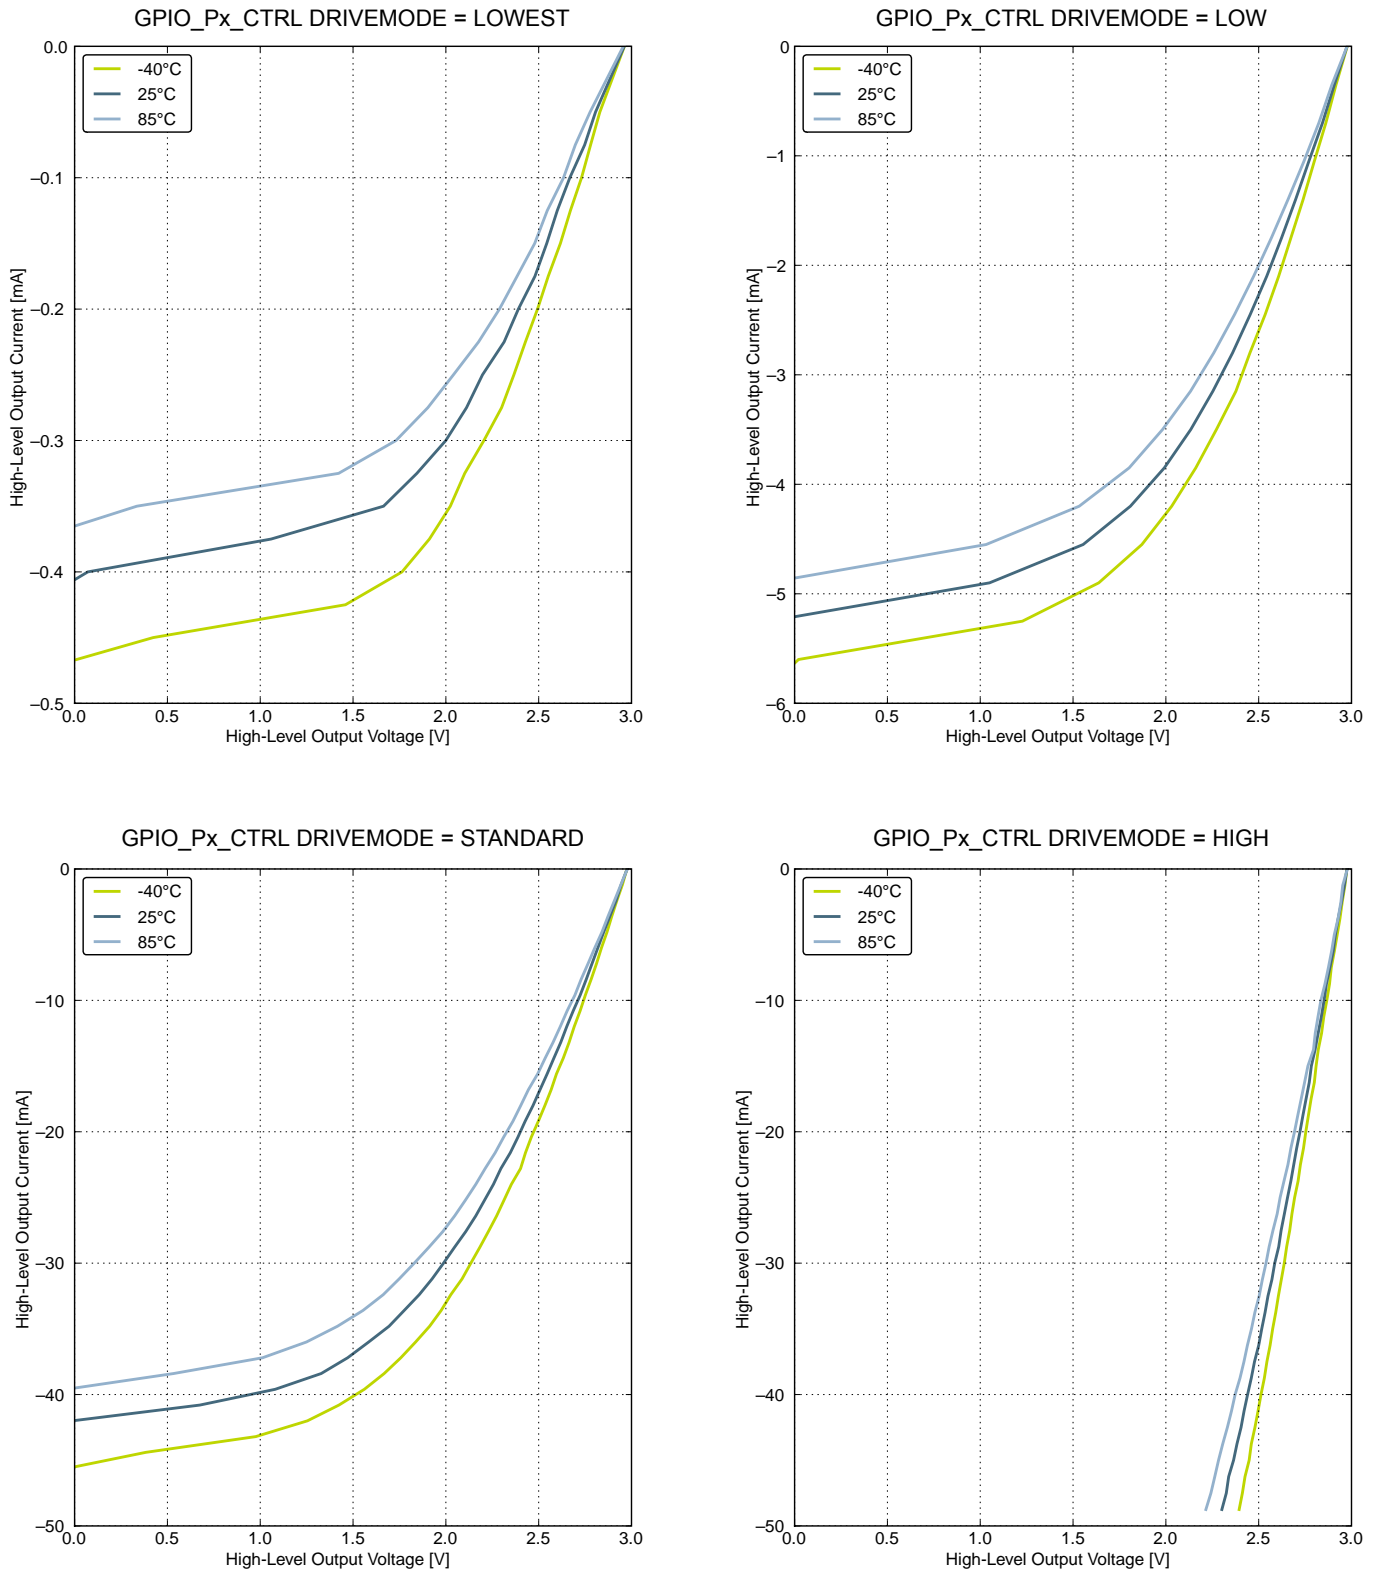 GPIO_Px_CTRL DRIVEMODE = LOWEST
-40°C
25°C
85°C
High-Level Output Current [mA]
0.0
–0.1
–0.2
–0.3
–0.4
–0.5
0.0 0.5 1.0 1.5 2.0 2.5 3.0
High-Level Output Voltage [V]
GPIO_Px_CTRL DRIVEMODE = LOW
-40°C
25°C
85°C
High-Level Output Current [mA]
0
–1
–2
–3
–4
–5
–6
0.0 0.5 1.0 1.5 2.0 2.5 3.0
High-Level Output Voltage [V]
GPIO_Px_CTRL DRIVEMODE = STANDARD
-40°C
25°C
85°C
High-Level Output Current [mA]
0
–10
–20
–30
–40
–50
0.0 0.5 1.0 1.5 2.0 2.5 3.0
High-Level Output Voltage [V]
GPIO_Px_CTRL DRIVEMODE = HIGH
-40°C
25°C
85°C
High-Level Output Current [mA]
0
–10
–20
–30
–40
–50
0.0 0.5 1.0 1.5 2.0 2.5 3.0
High-Level Output Voltage [V]